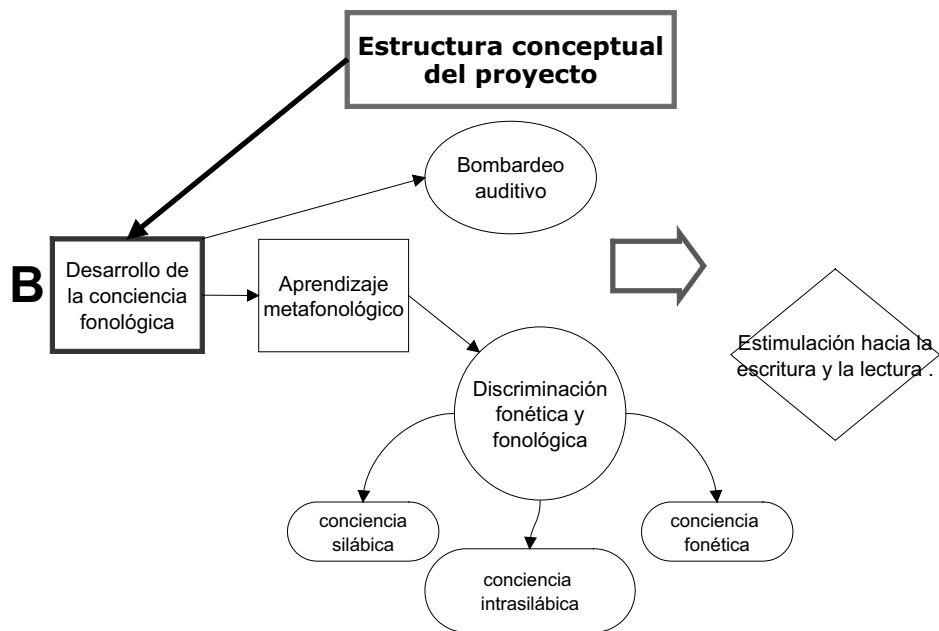 Estructura conceptual
del proyecto
Bombardeo
auditivo
B
Desarrollo de
la conciencia
fonológica
Aprendizaje
metafonológico
Estimulación hacia la
escritura y la lectura .
Discriminación
fonética y
fonológica
conciencia
silábica
conciencia
intrasilábica
conciencia
fonética